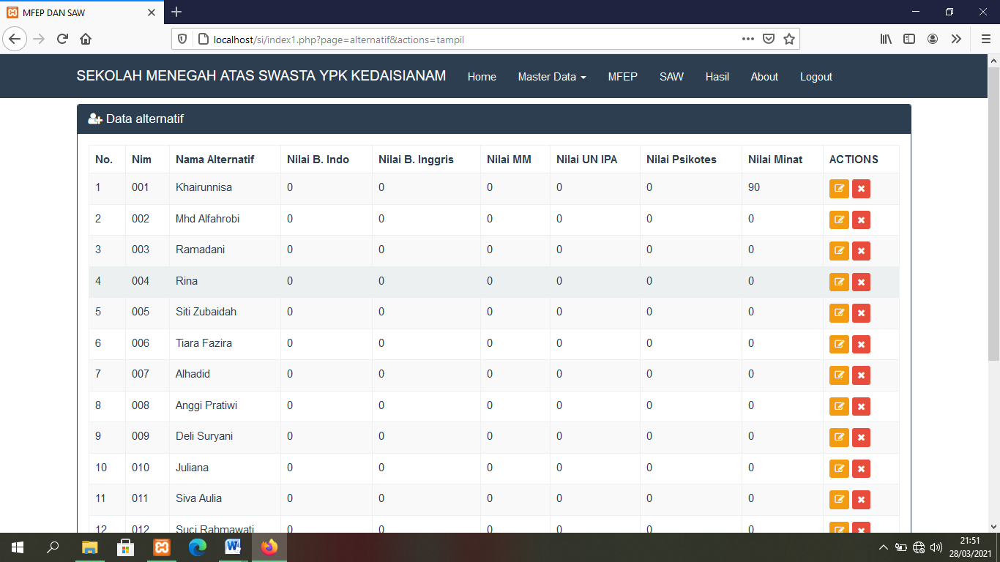 MFEP DAN SAW
localhost/si/index1.php?page=alternatif&actions=tampil
SEKOLAH MENEGAH ATAS SWASTA YPK KEDAISIANAM Home Master Data MFEP SAW Hasil About Logout
Data alternatif
No. Nim Nama Alternatif Nilai B. Indo Nilai B. Inggris Nilai MM Nilai UN IPA Nilai Psikotes Nilai Minat ACTIONS
1 001 Khairunnisa 0 0 0 0 0 90
2 002 Mhd Alfahrobi 0 0 0 0 0 0
3 003 Ramadani 0 0 0 0 0 0
4 004 Rina 0 0 0 0 0 0
5 005 Siti Zubaidah 0 0 0 0 0 0
6 006 Tiara Fazira 0 0 0 0 0 0
7 007 Alhadid 0 0 0 0 0 0
8 008 Anggi Pratiwi 0 0 0 0 0 0
9 009 Deli Suryani 0 0 0 0 0 0
10 010 Juliana 0 0 0 0 0 0
11 011 Siva Aulia 0 0 0 0 0 0
12 012 Suci Rahmawati 0 0 0 0 0 0
21:51
28/03/2021